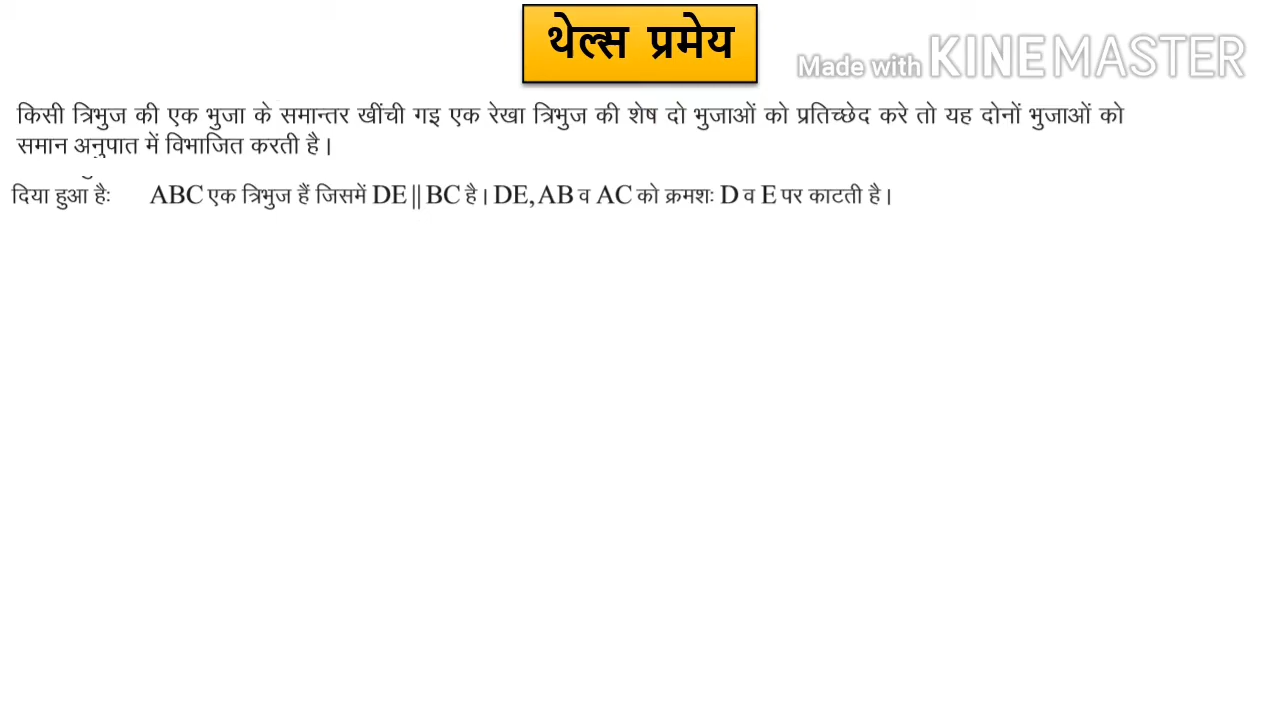 थेल्स प्रमेय
Made with KINEMASTER
किसी त्रिभुज की एक भुजा के समान्तर खींची गइ एक रेखा त्रिभुज की शेष दो भुजाओं को प्रतिच्छेद करे तो यह दोनों भुजाओं को
समान अनुपात में विभाजित करती है।
दिया हुआ हैः ABC एक त्रिभुज हैं जिसमें DE || BC है। DE, AB व AC को क्रमशः D व E पर काटती है।